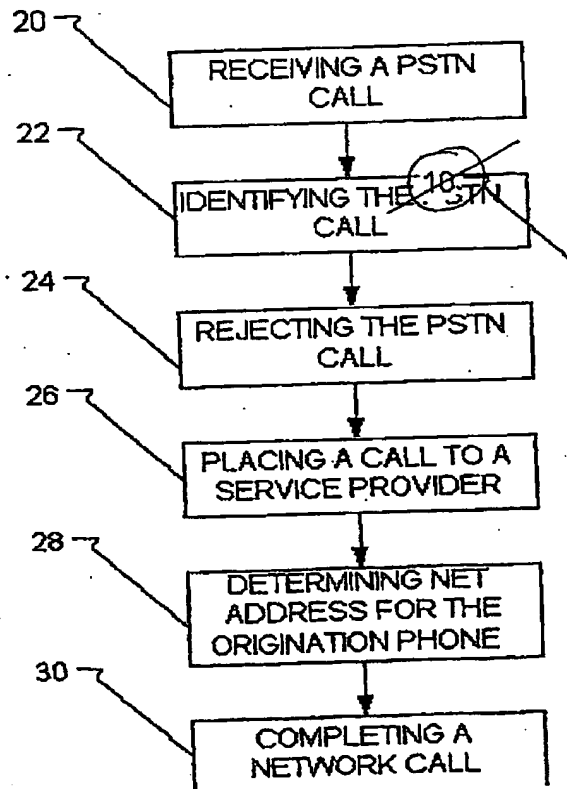 20
RECEIVING A PSTN
CALL
22
10
IDENTIFYING THE PSTN
CALL
24
REJECTING THE PSTN
CALL
26
PLACING A CALL TO A
SERVICE PROVIDER
28
DETERMINING NET
ADDRESS FOR THE
ORIGINATION PHONE
30
COMPLETING A
NETWORK CALL